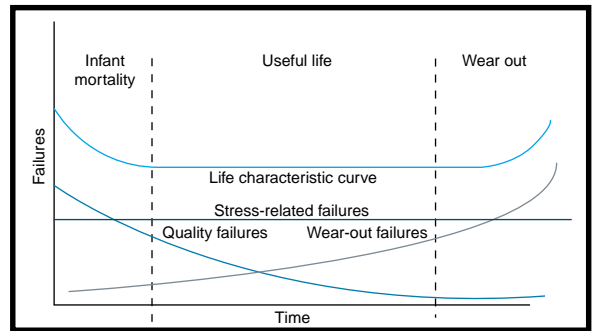 Infant
mortality
Useful life
Wear out
Failures
Life characteristic curve
Stress-related failures
Quality failures
Wear-out failures
Time